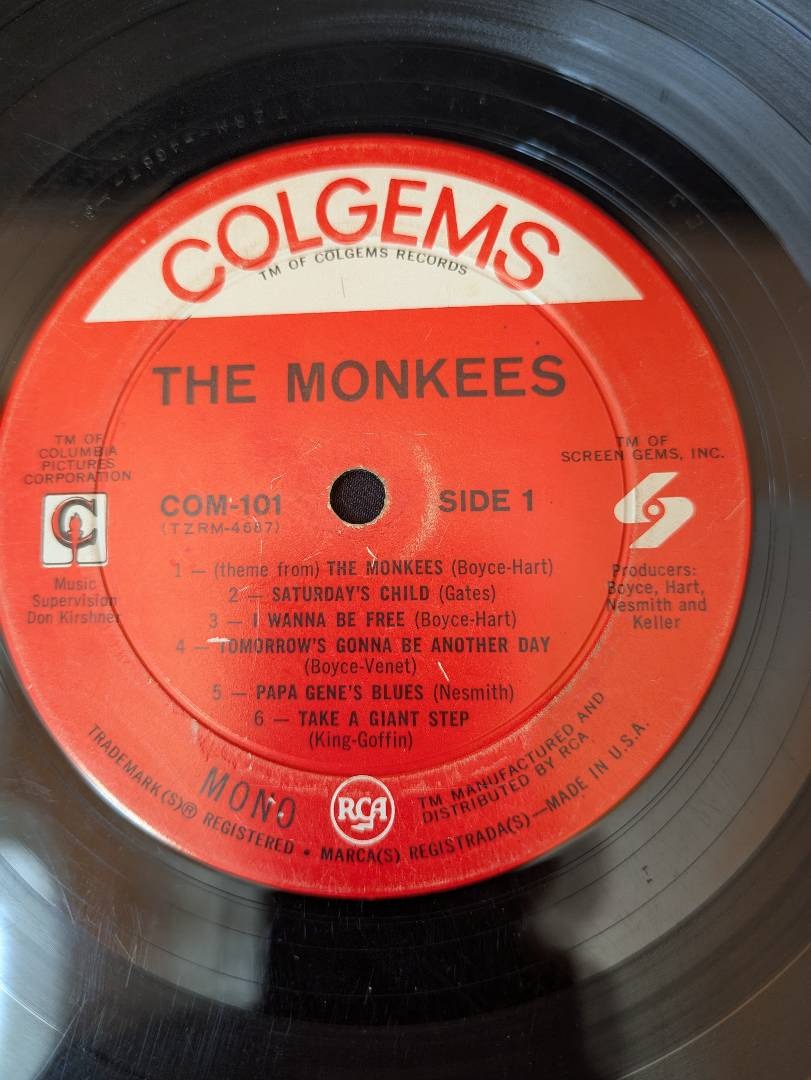 COLGEMS
TM OF COLGEMS RECORDS
THE MONKEES
TM OF
COLUMBIA
PICTURES
CORPORATION
TM OF
SCREEN GEMS, INC.
COM-101
(TZRM-4687)
SIDE 1
Music
Supervision
Don Kirshner
Producers:
Boyce, Hart,
Nesmith and
Keller
1 — (theme from) THE MONKEES (Boyce-Hart)
2 — SATURDAY'S CHILD (Gates)
3 — I WANNA BE FREE (Boyce-Hart)
4 — TOMORROW'S GONNA BE ANOTHER DAY
(Boyce-Venet)
5 — PAPA GENE'S BLUES (Nesmith)
6 — TAKE A GIANT STEP
(King-Goffin)
MONO
RCA
TM MANUFACTURED AND
DISTRIBUTED BY RCA
TRADEMARK(S)® REGISTERED • MARCA(S) REGISTRADA(S)—MADE IN U.S.A.